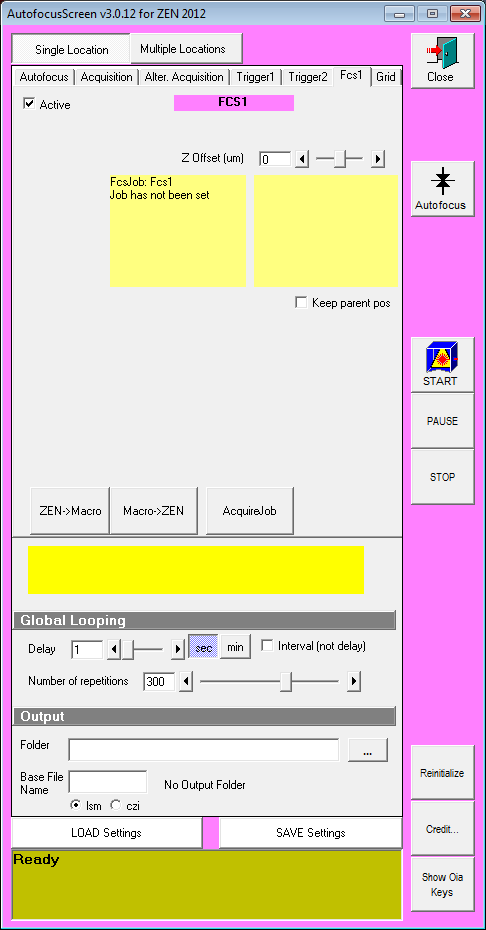 AutofocusScreen v3.0.12 for ZEN 2012
Single Location
Multiple Locations
Close
Autofocus
Acquisition
Alter. Acquisition
Trigger1
Trigger2
Fcs1
Grid
Active
FCS1
Z Offset (um)
0
FcsJob: Fcs1
Job has not been set
Autofocus
Keep parent pos
START
PAUSE
STOP
ZEN->Macro
Macro->ZEN
AcquireJob
Global Looping
Delay
1
sec
min
Interval (not delay)
Number of repetitions
300
Output
Folder
...
Base File
Name
No Output Folder
lsm
czi
Reinitialize
LOAD Settings
SAVE Settings
Credit...
Ready
Show Oia
Keys